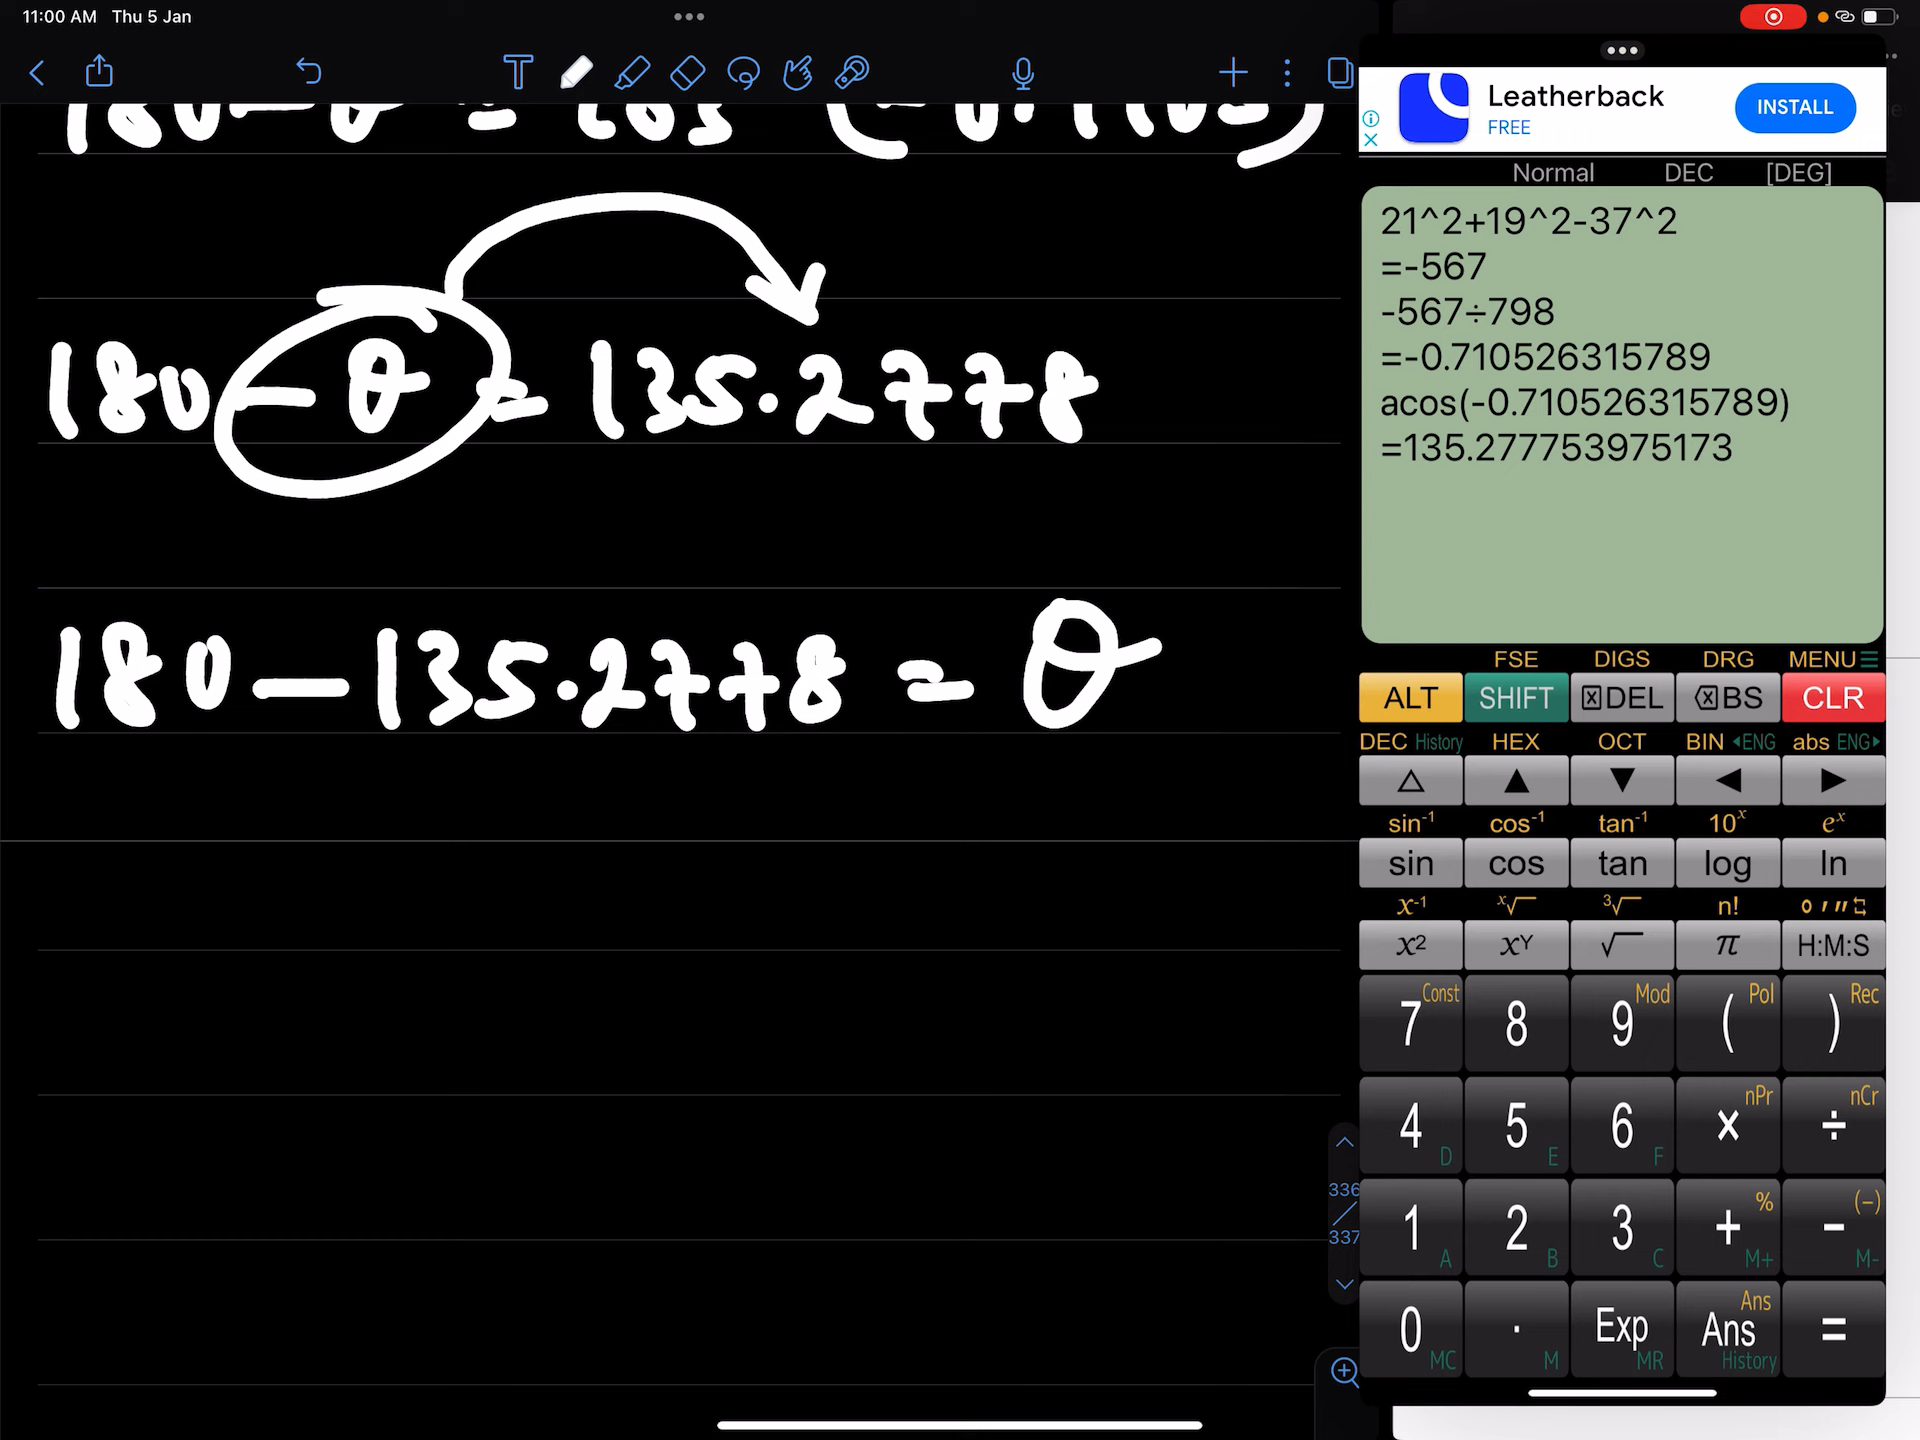 11:00 AM Thu 5 Jan
Leatherback
FREE
INSTALL
Normal DEC [DEG]
180-θ = cos
180-θ = 135.2778
180-135.2778 = θ
21^2+19^2-37^2
=-567
-567÷798
=-0.710526315789
acos(-0.710526315789)
=135.277753975173
FSE DIGS DRG MENU
ALT SHIFT DEL BS CLR
DEC History HEX OCT BIN ENG abs ENG
sin-1 cos-1 tan-1 10x ex
sin cos tan log ln
x-1 x√ 3√ n! o ′ ″
x2 xY √ π H:M:S
7 Const 8 9 Mod ( Pol ) Rec
4 D 5 E 6 F × nPr ÷ nCr
1 A 2 B 3 C + % M+ - (-) M-
0 MC . M Exp MR Ans Ans History =
336
337